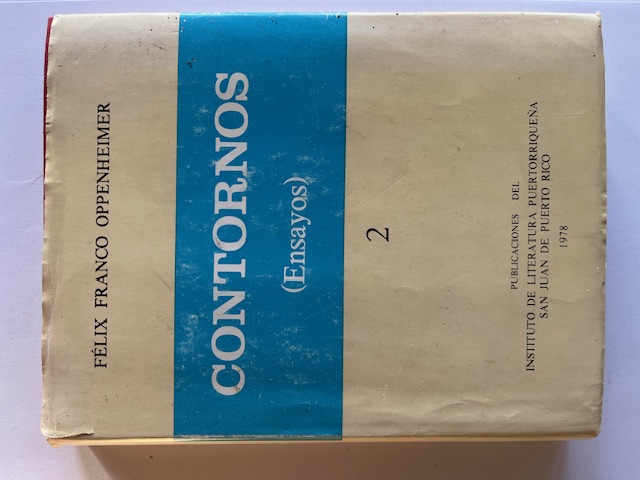 FÉLIX FRANCO OPPENHEIMER
CONTORNOS
(Ensayos)
2
PUBLICACIONES DEL
INSTITUTO DE LITERATURA PUERTORRIQUEÑA
SAN JUAN DE PUERTO RICO
1978